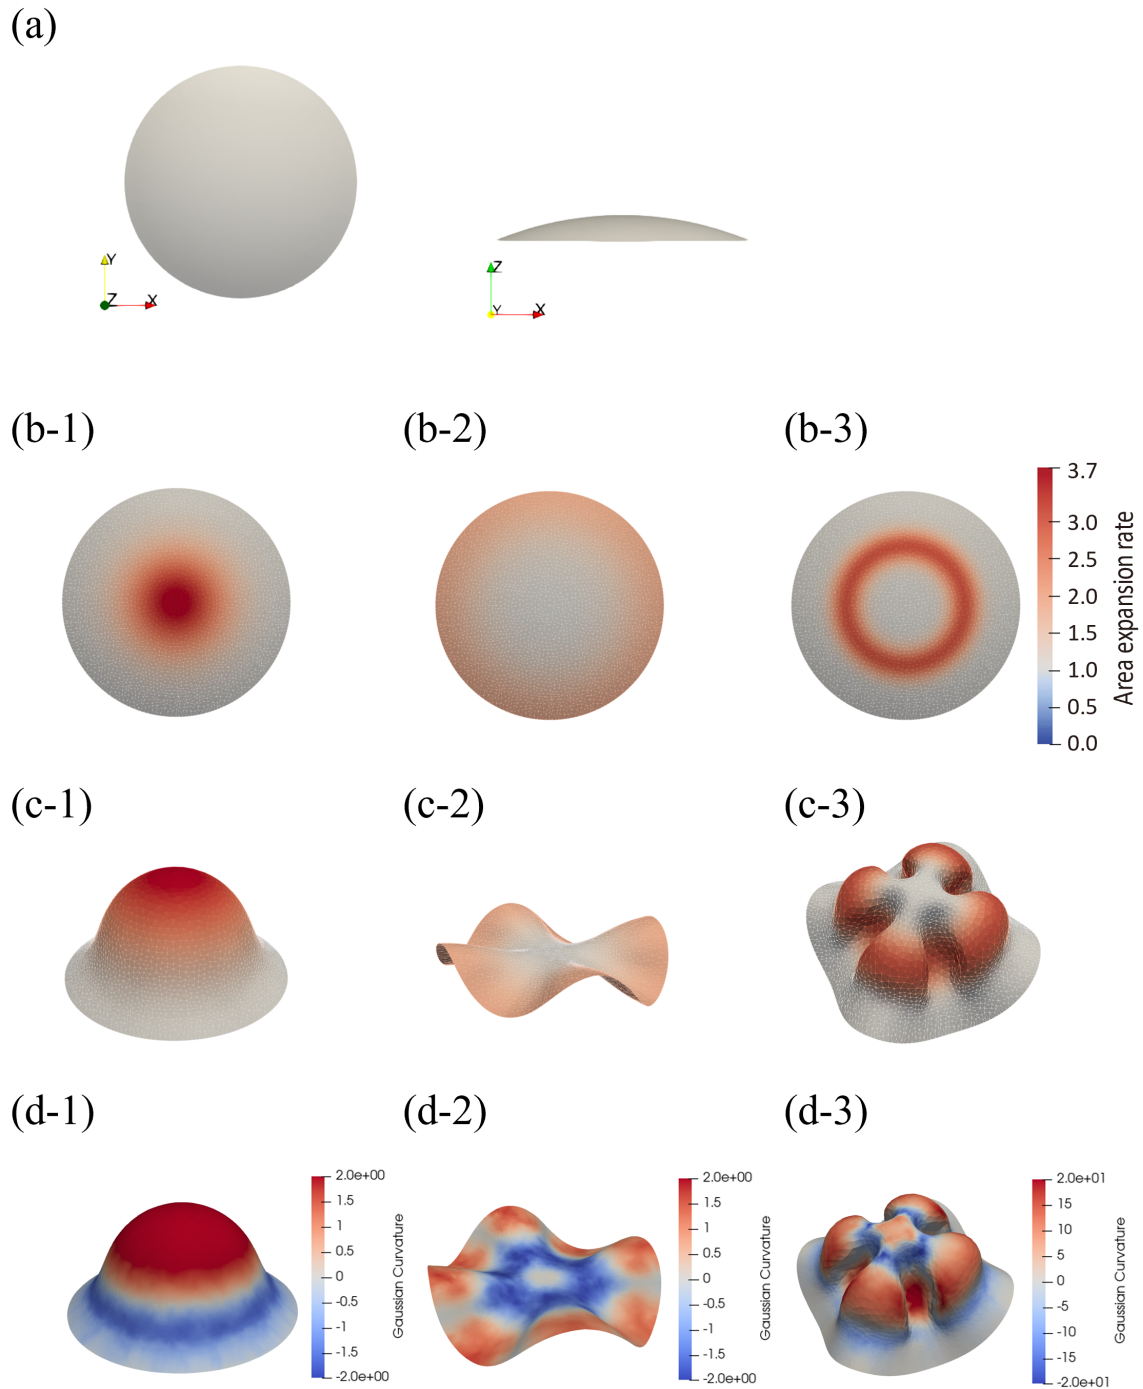 (a)
Y
Z
X
Z
Y
X
(b-1)
(b-2)
(b-3)
3.7
3.0
2.5
2.0
1.5
1.0
0.5
0.0
Area expansion rate
(c-1)
(c-2)
(c-3)
(d-1)
(d-2)
(d-3)
2.0e+00
1.5
1
0.5
0
-0.5
-1
-1.5
-2.0e+00
Gaussian Curvature
2.0e+00
1.5
1
0.5
0
-0.5
-1
-1.5
-2.0e+00
Gaussian Curvature
2.0e+01
15
10
5
0
-5
-10
-15
-2.0e+01
Gaussian Curvature